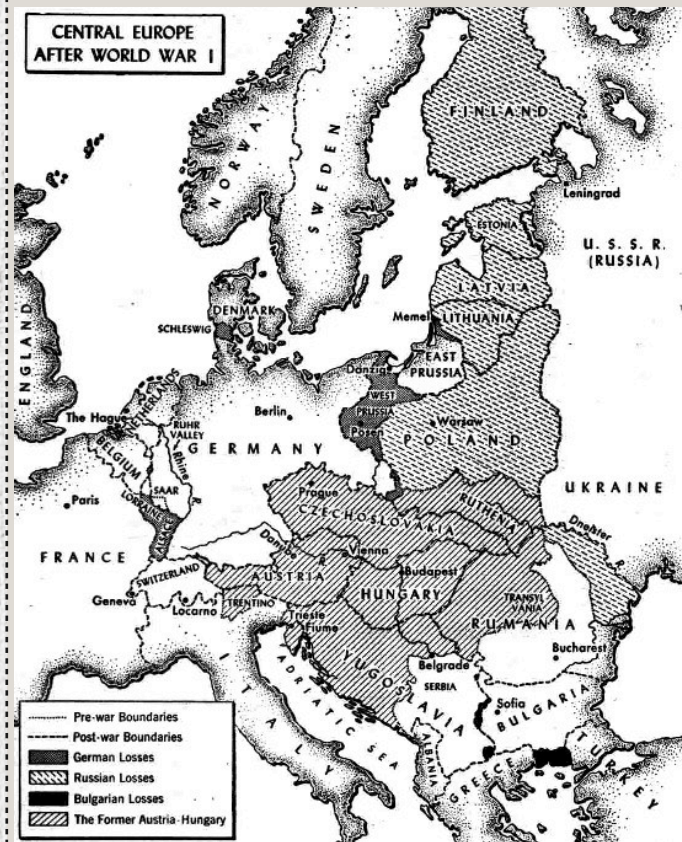 CENTRAL EUROPE
AFTER WORLD WAR I
FINLAND
NORWAY
SWEDEN
Leningrad
ESTONIA
U. S. S. R.
(RUSSIA)
LATVIA
DENMARK
Memel
LITHUANIA
SCHLESWIG
ENGLAND
EAST
PRUSSIA
Danzig
WEST
PRUSSIA
NETHERLANDS
The Hague
Berlin
Posen
Warsaw
RUHR
VALLEY
GERMANY
POLAND
BELGIUM
Rhine R.
SAAR
Paris
LORRAINE
ALSACE
Prague
CZECHOSLOVAKIA
RUTHENIA
UKRAINE
Dnehter R.
FRANCE
Danube R.
Vienna
SWITZERLAND
AUSTRIA
Budapest
HUNGARY
Geneva
Locarno
TRENTINO
Trieste
Fiume
TRANSYL
VANIA
RUMANIA
Bucharest
ITALY
ADRIATIC SEA
YUGOSLAVIA
Belgrade
SERBIA
Sofia
BULGARIA
ALBANIA
GREECE
TURKEY
Pre-war Boundaries
Post-war Boundaries
German Losses
Russian Losses
Bulgarian Losses
The Former Austria-Hungary